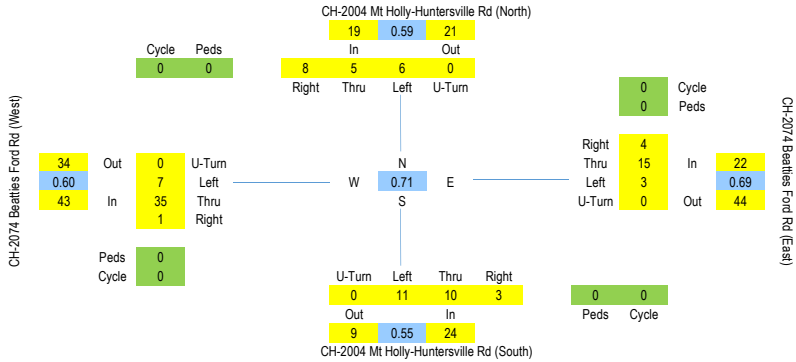 CH-2004 Mt Holly-Huntersville Rd (North)
19 0.59 21
Cycle Peds In Out
0 0 8 5 6 0
Right Thru Left U-Turn
0 Cycle
0 Peds
CH-2074 Beatties Ford Rd (West)
CH-2074 Beatties Ford Rd (East)
Right 4
34 Out 0 U-Turn N Thru 15 In 22
0.60 7 Left W 0.71 E Left 3 0.69
43 In 35 Thru S U-Turn 0 Out 44
1 Right
Peds 0
Cycle 0
U-Turn Left Thru Right
0 11 10 3 0 0
Out In Peds Cycle
9 0.55 24
CH-2004 Mt Holly-Huntersville Rd (South)